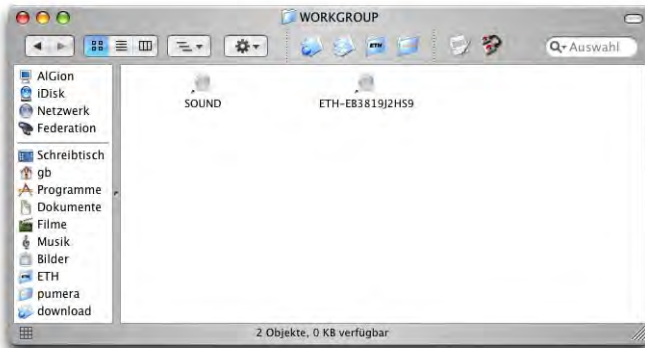 WORKGROUP
ETH
Auswahl
AlGion
iDisk
Netzwerk
Federation
Schreibtisch
gb
Programme
Dokumente
Filme
Musik
Bilder
ETH
pumera
download
SOUND
ETH-EB3819J2HS9
2 Objekte, 0 KB verfügbar